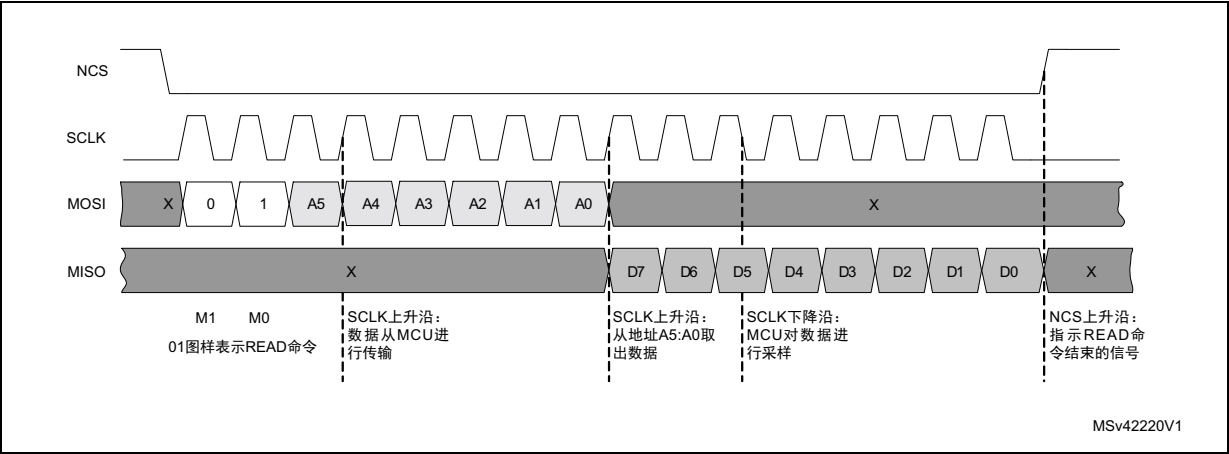 NCS
SCLK
MOSI X 0 1 A5 A4 A3 A2 A1 A0 X
MISO X D7 D6 D5 D4 D3 D2 D1 D0 X
M1 M0
01图样表示READ命令
SCLK上升沿：
数据从MCU进
行传输
SCLK上升沿：
从地址A5:A0取
出数据
SCLK下降沿：
MCU对数据进
行采样
NCS上升沿：
指示READ命
令结束的信号
MSv42220V1